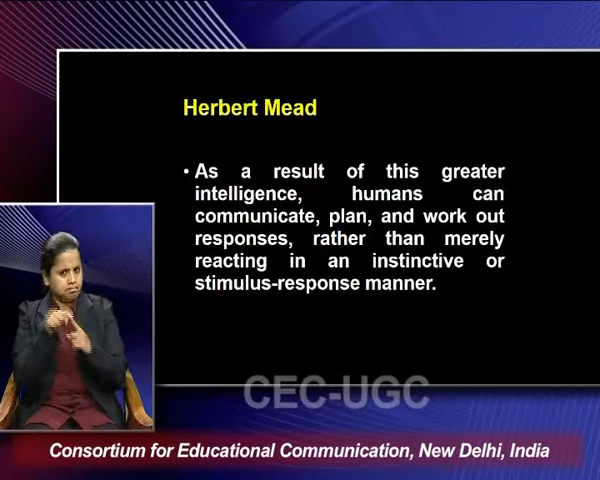 Herbert Mead
• As a result of this greater
intelligence, humans can
communicate, plan, and work out
responses, rather than merely
reacting in an instinctive or
stimulus-response manner.
CEC-UGC
Consortium for Educational Communication, New Delhi, India